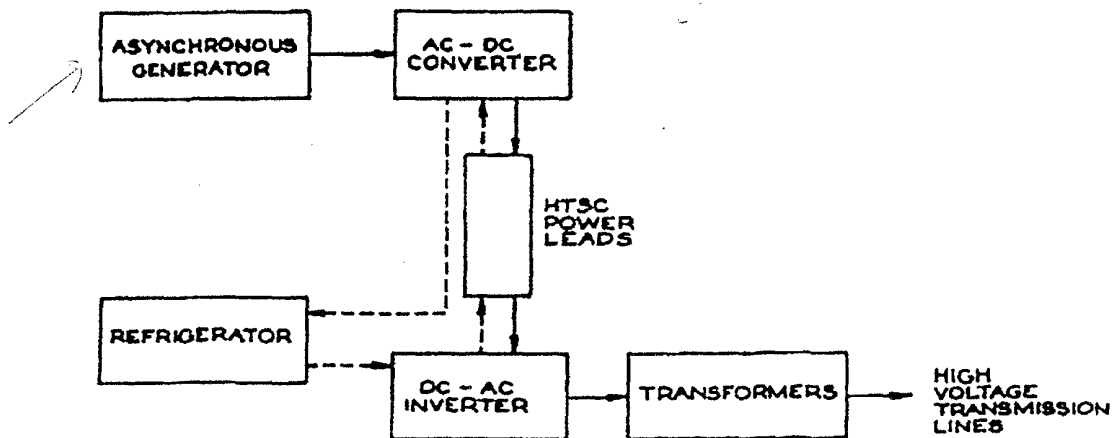 ASYNCHRONOUS
GENERATOR
AC - DC
CONVERTER
HTSC
POWER
LEADS
REFRIGERATOR
DC - AC
INVERTER
TRANSFORMERS
HIGH
VOLTAGE
TRANSMISSION
LINES